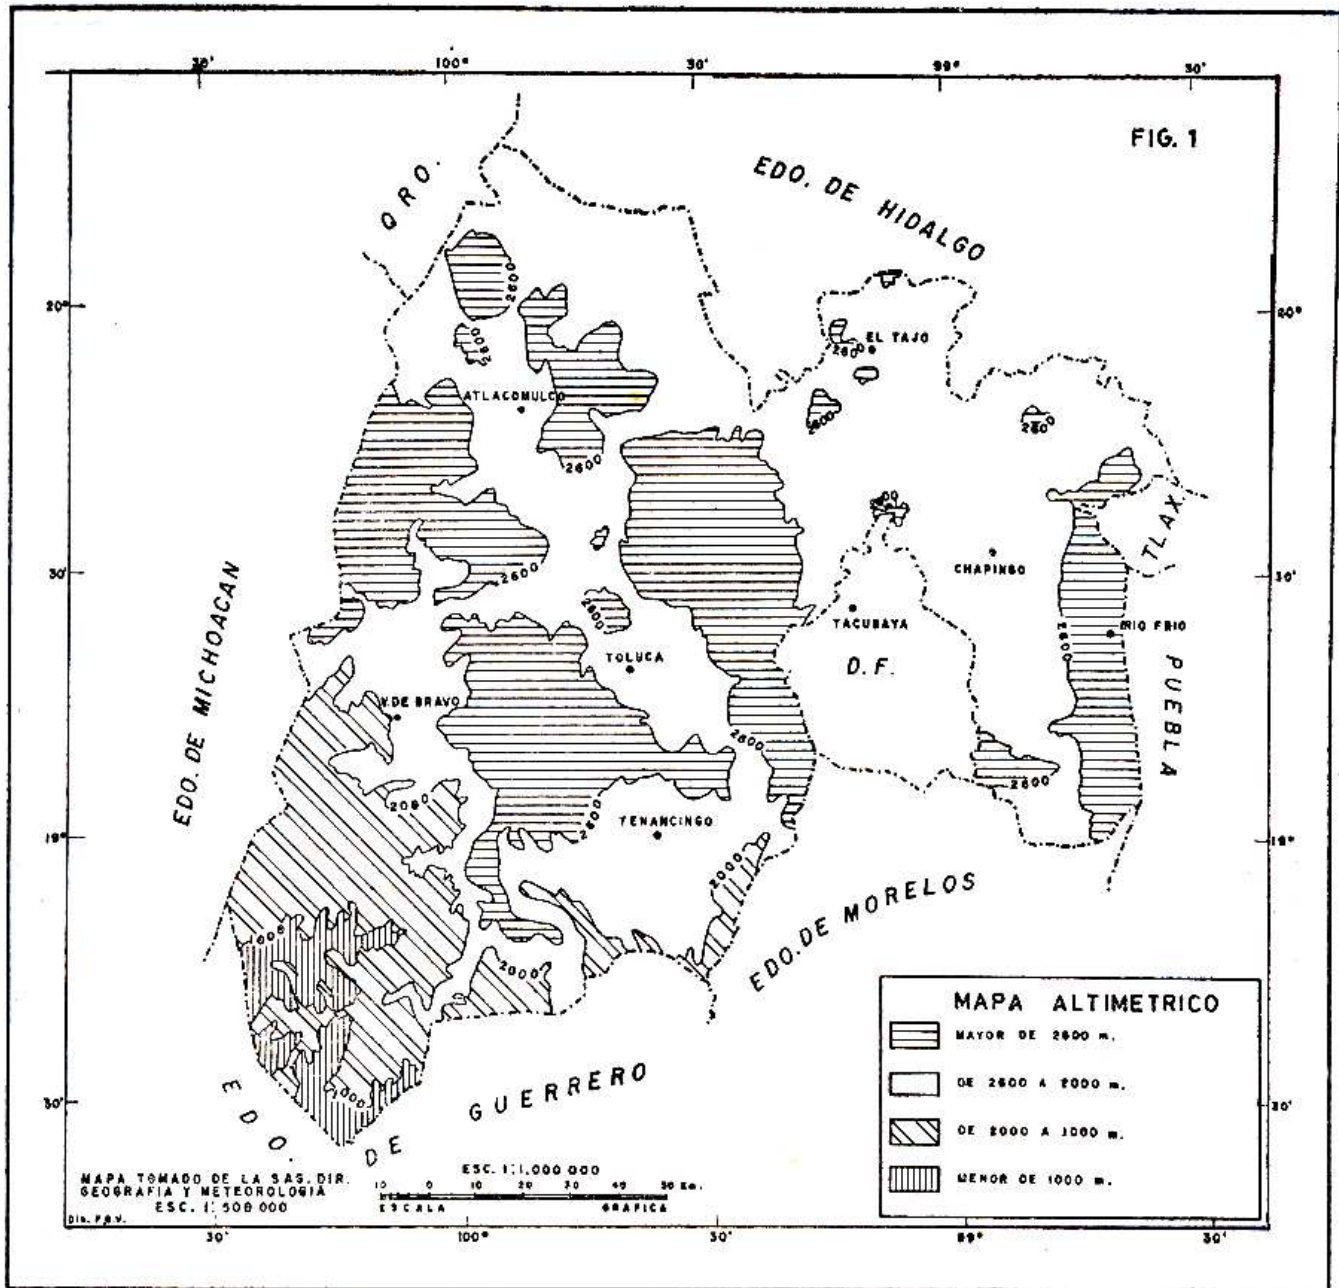 30' 100° 30' 99° 30'
FIG. 1
QRO.
EDO. DE HIDALGO
2600
20° 20°
2600
EL TAJO
2600
ATLACOMULCO
2600
2600
2600
2600
TLAX.
CHAPINGO
30' 30'
2600
EDO. DE MICHOACAN
2600
TACUBAYA
2600
RIO FRIO
TOLUCA
D.F.
PUEBLA
V. DE BRAVO
2600
2600
2000
2600
TENANCINGO
19° 19°
2000
EDO. DE MORELOS
1000
2000
MAPA ALTIMETRICO
MAYOR DE 2600 m.
DE 2600 A 2000 m.
DE 2000 A 1000 m.
MENOR DE 1000 m.
1000
30' 30'
EDO. DE GUERRERO
MAPA TOMADO DE LA SAG. DIR.
GEOGRAFIA Y METEOROLOGIA
ESC. 1:500 000
ESC. 1:1,000 000
10 0 10 20 30 40 50 Km.
ESCALA GRAFICA
30' 100° 30' 99° 30'